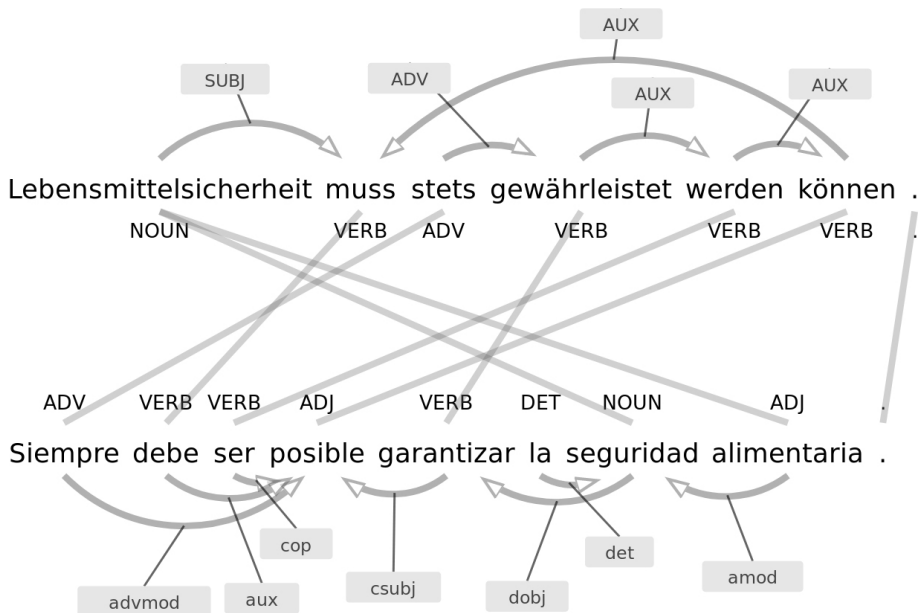 AUX
SUBJ ADV AUX AUX
Lebensmittelsicherheit muss stets gewährleistet werden können .
NOUN VERB ADV VERB VERB VERB .
ADV VERB VERB ADJ VERB DET NOUN ADJ .
Siempre debe ser posible garantizar la seguridad alimentaria .
cop det
advmod aux csubj dobj amod